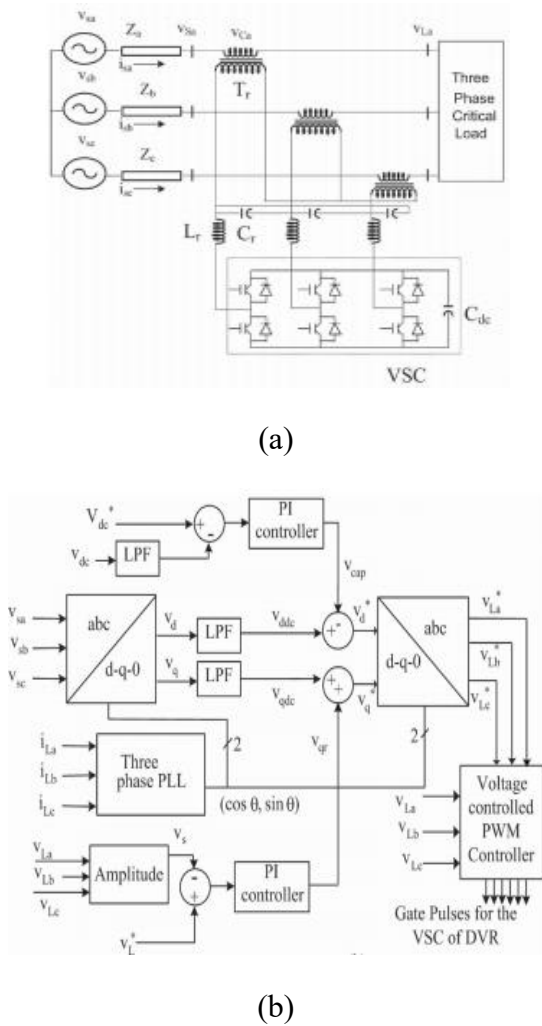 v_sa
Z_a
v_Sa
v_Ca
v_La
i_sa
T_r
Three
Phase
Critical
Load
v_sb
Z_b
i_sb
v_sc
Z_c
i_sc
L_r
C_r
C_dc
VSC
(a)
V_dc*
PI
controller
v_dc
LPF
v_cap
v_sa
v_sb
v_sc
abc
d-q-0
v_d
LPF
v_ddc
v_d*
v_q
LPF
v_qdc
v_q*
abc
d-q-0
v_La*
v_Lb*
v_Lc*
2
2
v_qr
i_La
i_Lb
i_Lc
Three
phase PLL
(cos θ, sin θ)
v_La
v_Lb
v_Lc
Voltage
controlled
PWM
Controller
v_La
v_Lb
v_Lc
Amplitude
v_s
PI
controller
v_L*
Gate Pulses for the
VSC of DVR
(b)